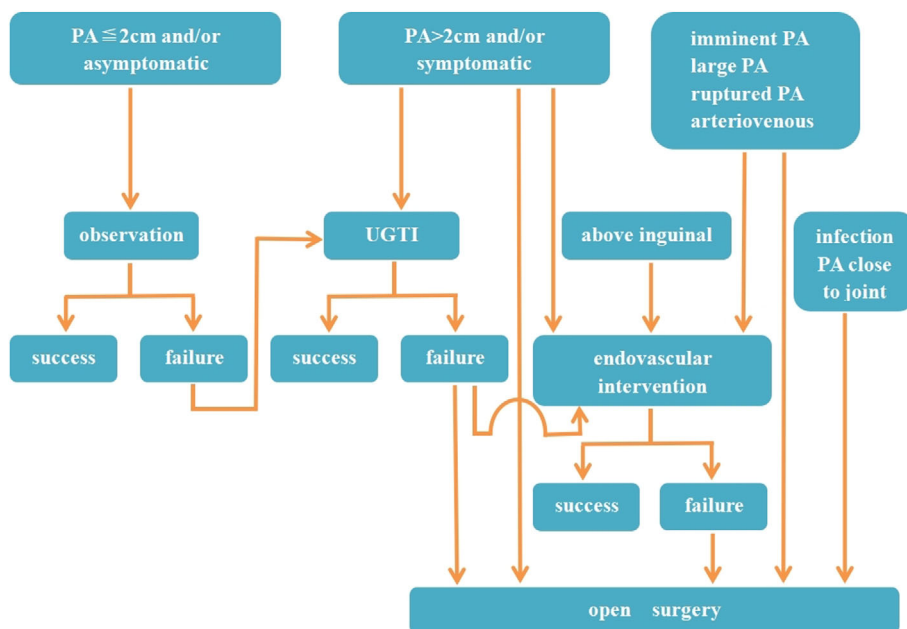 PA≦2cm and/or
asymptomatic
PA>2cm and/or
symptomatic
imminent PA
large PA
ruptured PA
arteriovenous
observation
UGTI
above inguinal
infection
PA close
to joint
success
failure
success
failure
endovascular
intervention
success
failure
open surgery